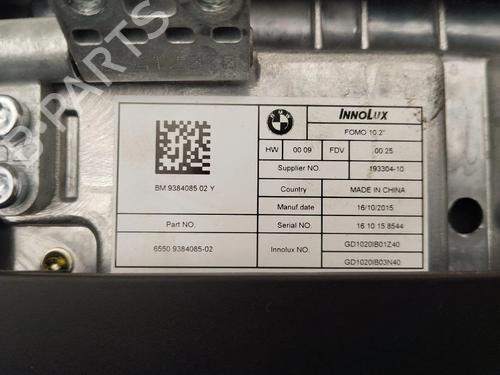 B-PARTS
BMW
INNOLUX
FOMO 10.2"
HW 00 09 FDV 00 25
Supplier NO. 193304-10
BM 9384085 02 Y
Country MADE IN CHINA
Manuf.date 16/10/2015
Part NO. Serial NO. 16 10 15 8544
6550 9384085-02 Innolux NO. GD1020IB01Z40
GD1020IB03N40